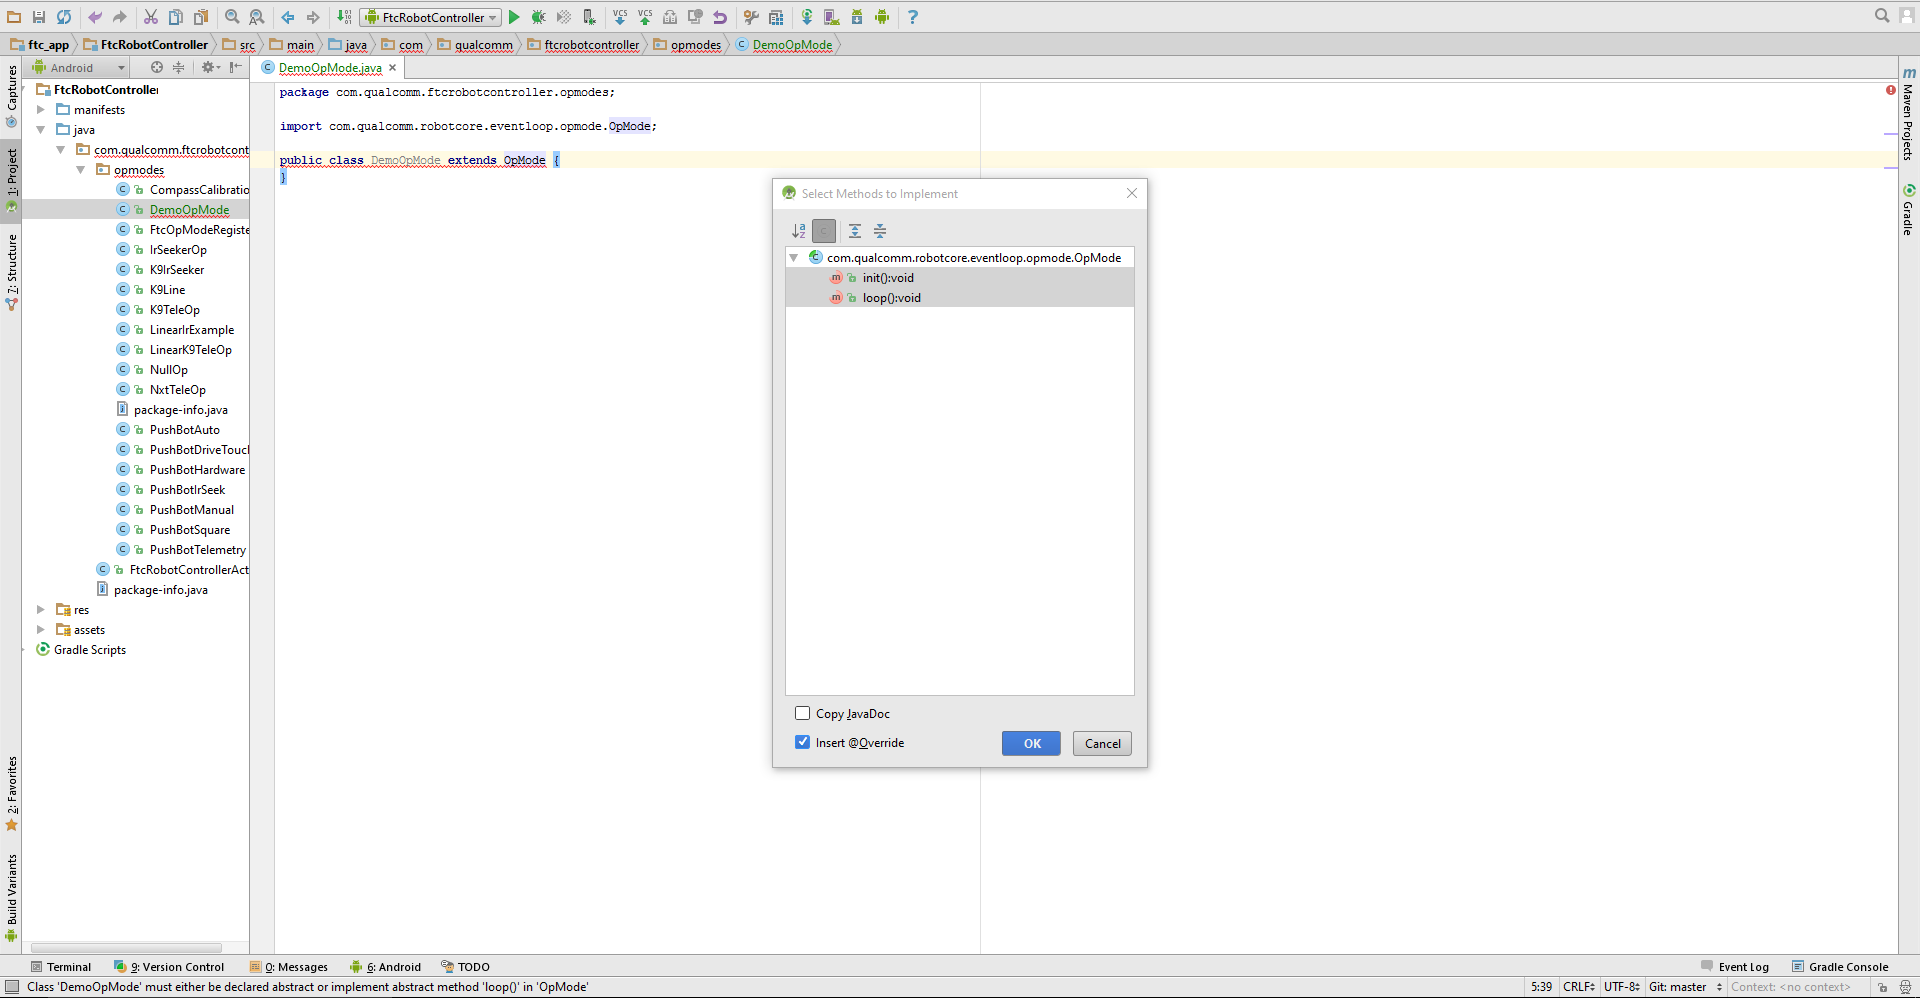 FtcRobotController
ftc_app FtcRobotController src main java com qualcomm ftcrobotcontroller opmodes DemoOpMode
Captures
1: Project
7: Structure
2: Favorites
Build Variants
Android
FtcRobotController
manifests
java
com.qualcomm.ftcrobotcont
opmodes
CompassCalibratio
DemoOpMode
FtcOpModeRegiste
IrSeekerOp
K9IrSeeker
K9Line
K9TeleOp
LinearIrExample
LinearK9TeleOp
NullOp
NxtTeleOp
package-info.java
PushBotAuto
PushBotDriveTouch
PushBotHardware
PushBotIrSeek
PushBotManual
PushBotSquare
PushBotTelemetry
FtcRobotControllerAct
package-info.java
res
assets
Gradle Scripts
DemoOpMode.java
package com.qualcomm.ftcrobotcontroller.opmodes;
import com.qualcomm.robotcore.eventloop.opmode.OpMode;
public class DemoOpMode extends OpMode {
}
Select Methods to Implement
com.qualcomm.robotcore.eventloop.opmode.OpMode
init():void
loop():void
Copy JavaDoc
Insert @Override
OK Cancel
Maven Projects
Gradle
Terminal 9: Version Control 0: Messages 6: Android TODO Event Log Gradle Console
Class 'DemoOpMode' must either be declared abstract or implement abstract method 'loop()' in 'OpMode' 5:39 CRLF UTF-8 Git: master Context: <no context>